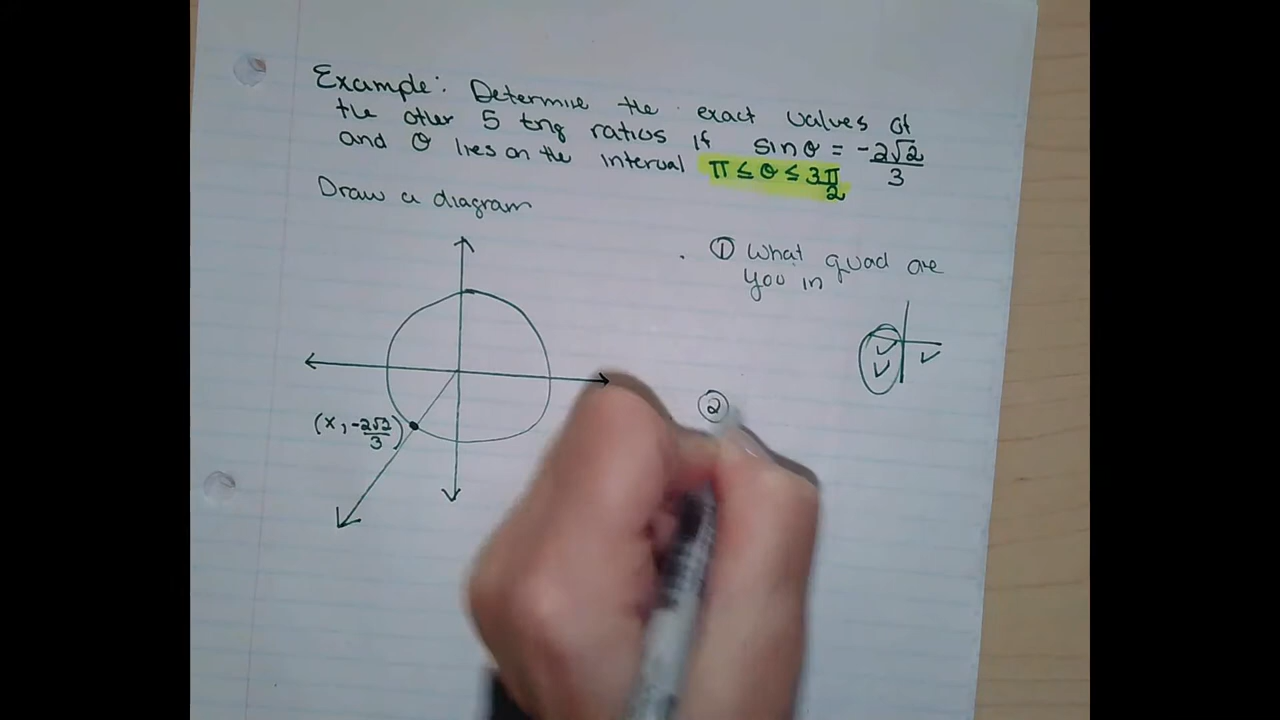 Example: Determine the exact values of
the other 5 trig ratios if sinθ = -2√2/3
and θ lies on the interval π ≤ θ ≤ 3π/2
Draw a diagram
① What quad are
you in
(x, -2√2/3)
②